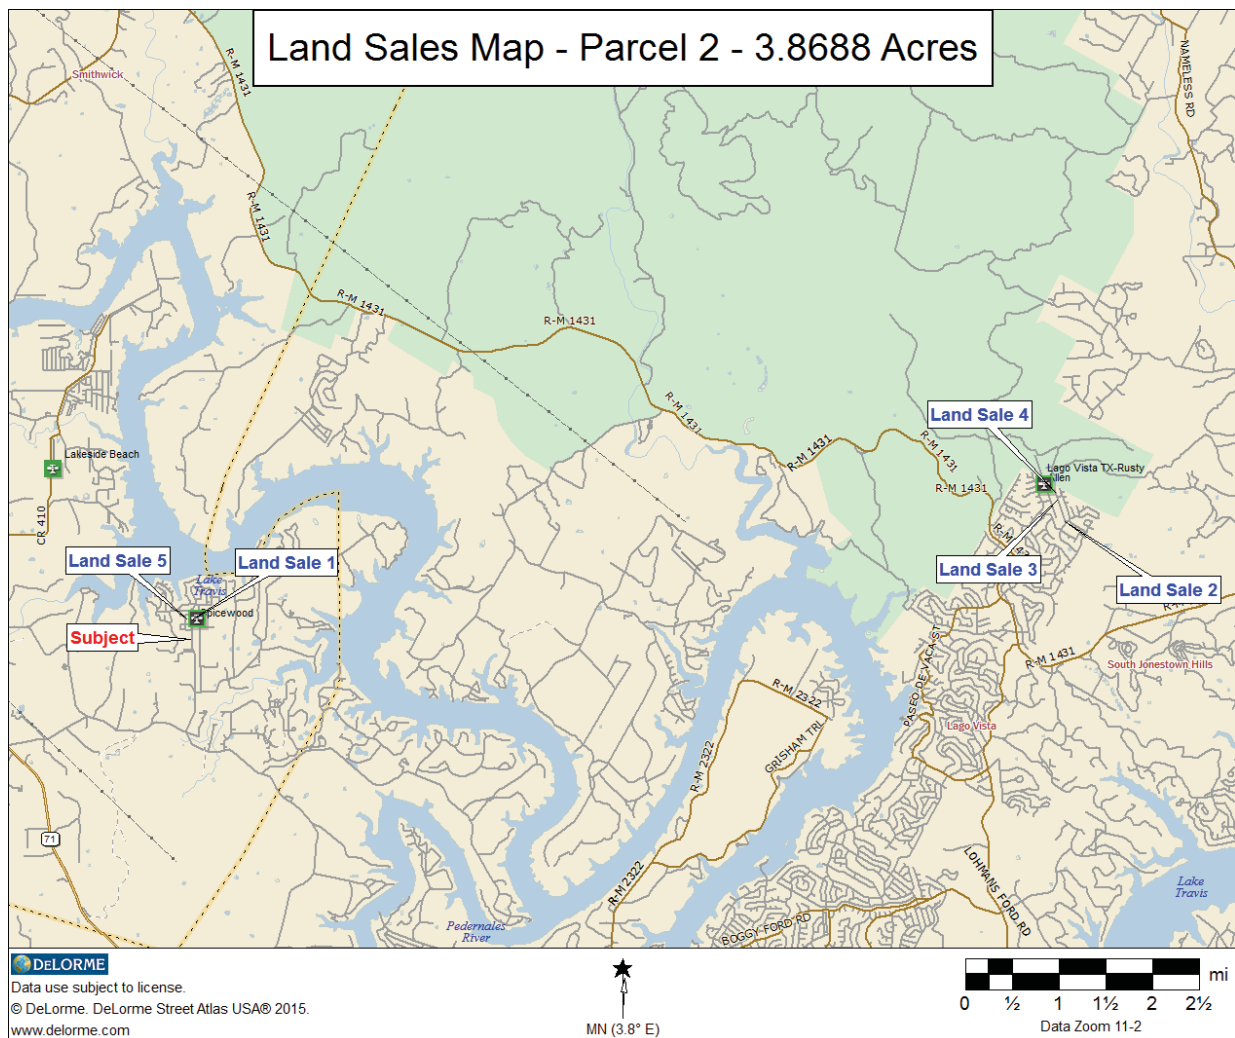 Land Sales Map - Parcel 2 - 3.8688 Acres
Smithwick
R-M 1431
NAMELESS RD
R-M 1431
R-M 1431
R-M 1431
R-M 1431
R-M 1431
R-M 1431
R-M 1431
Land Sale 4
Lakeside Beach
Lago Vista TX-Rusty
Allen
CR 410
Land Sale 5
Land Sale 1
Land Sale 3
Land Sale 2
Lake
Travis
Spicewood
Subject
R-M 1431
South Jonestown Hills
PASEO DE VACA ST
R-M 2322
Lago Vista
GRISHAM TRL
R-M 2322
71
R-M 2322
LOHMANS FORD RD
Lake
Travis
Pedernales
River
BOGGY FORD RD
DELORME
Data use subject to license.
© DeLorme. DeLorme Street Atlas USA® 2015.
www.delorme.com
MN (3.8° E)
mi
0 ½ 1 1½ 2 2½
Data Zoom 11-2